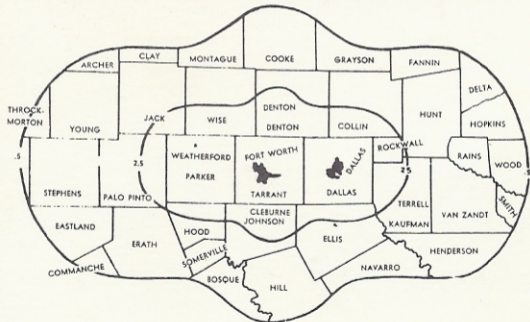 COOKE
CLAY
MONTAGUE
GRAYSON
ARCHER
FANNIN
DELTA
THROCK-
MORTON
YOUNG
JACK
WISE
DENTON
DENTON
COLLIN
HUNT
HOPKINS
.5
2.5
WEATHERFORD
PARKER
FORT WORTH
TARRANT
DALLAS
DALLAS
ROCKWALL
25
RAINS
WOOD
.5
STEPHENS
PALO PINTO
CLEBURNE
JOHNSON
TERRELL
KAUFMAN
VAN ZANDT
SMITH
EASTLAND
ERATH
HOOD
SOMERVILLE
ELLIS
HENDERSON
COMMANCHE
BOSQUE
HILL
NAVARRO